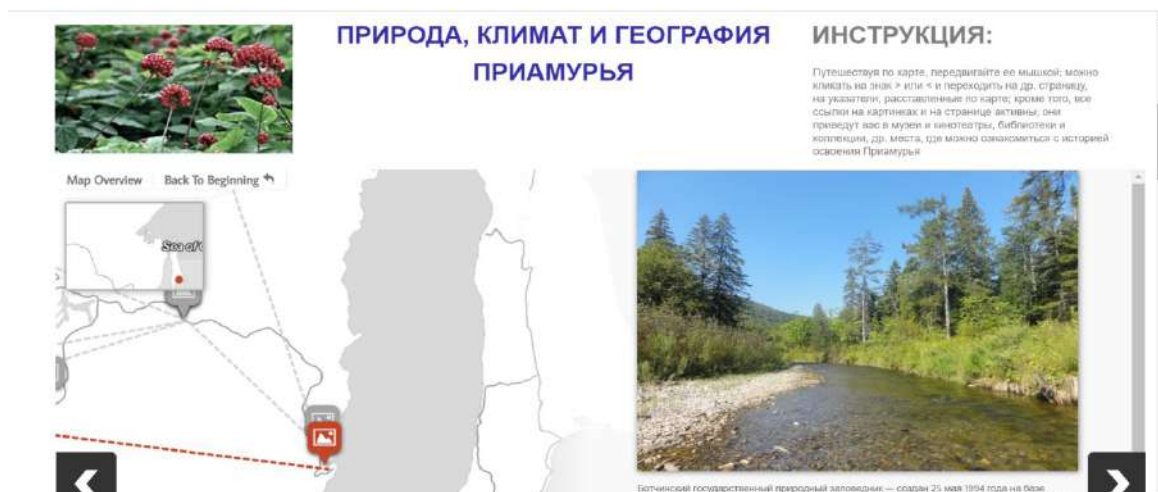 ПРИРОДА, КЛИМАТ И ГЕОГРАФИЯ
ПРИАМУРЬЯ
ИНСТРУКЦИЯ:
Путешествуя по карте, передвигайте ее мышкой; можно
кликать на знак > или < и переходить на др. страницу,
на указатели, расставленные по карте; кроме того, все
ссылки на картинках и на странице активны, они
приведут вас в музеи и кинотеатры, библиотеки и
коллекции, др. места, где можно ознакомиться с историей
освоения Приамурья
Map Overview
Back To Beginning
Sea of
Ботчинский государственный природный заповедник — создан 25 мая 1994 года на базе